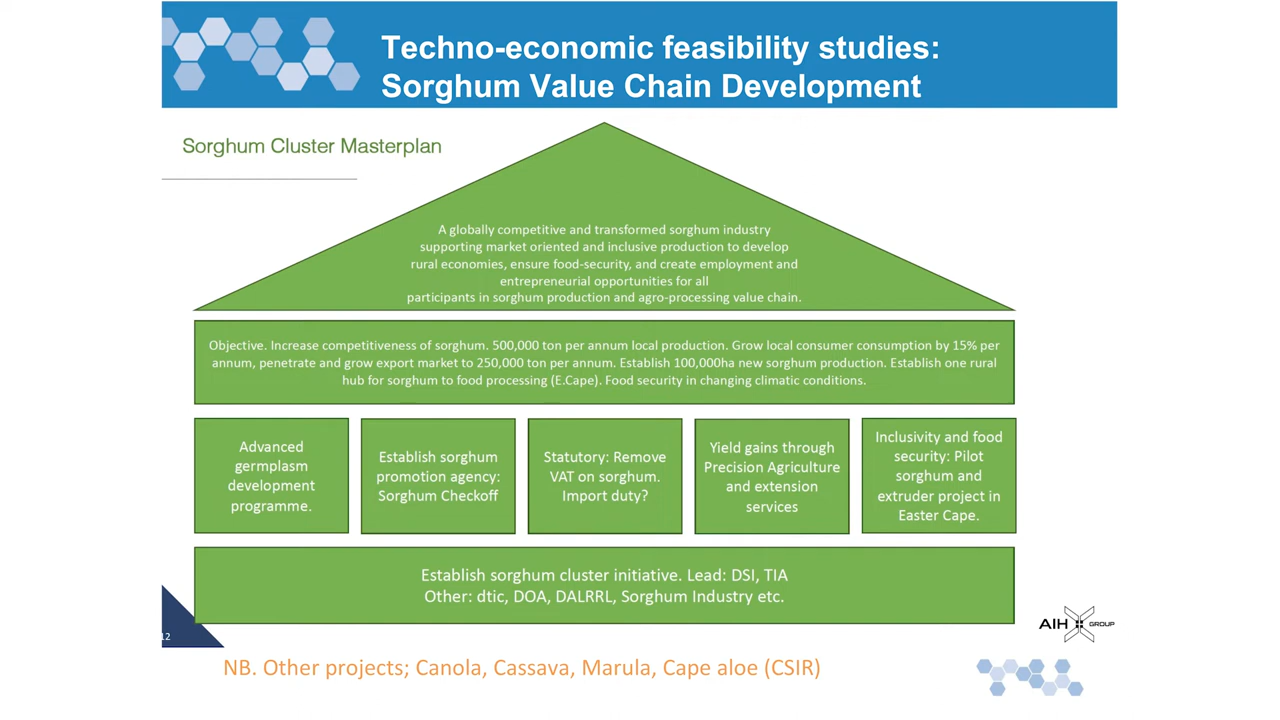 Techno-economic feasibility studies:
Sorghum Value Chain Development
Sorghum Cluster Masterplan
A globally competitive and transformed sorghum industry
supporting market oriented and inclusive production to develop
rural economies, ensure food-security, and create employment and
entrepreneurial opportunities for all
participants in sorghum production and agro-processing value chain.
Objective. Increase competitiveness of sorghum. 500,000 ton per annum local production. Grow local consumer consumption by 15% per
annum, penetrate and grow export market to 250,000 ton per annum. Establish 100,000ha new sorghum production. Establish one rural
hub for sorghum to food processing (E.Cape). Food security in changing climatic conditions.
Advanced
germplasm
development
programme.
Establish sorghum
promotion agency:
Sorghum Checkoff
Statutory: Remove
VAT on sorghum.
Import duty?
Yield gains through
Precision Agriculture
and extension
services
Inclusivity and food
security: Pilot
sorghum and
extruder project in
Easter Cape.
Establish sorghum cluster initiative. Lead: DSI, TIA
Other: dtic, DOA, DALRRL, Sorghum Industry etc.
12
AIH GROUP
NB. Other projects; Canola, Cassava, Marula, Cape aloe (CSIR)